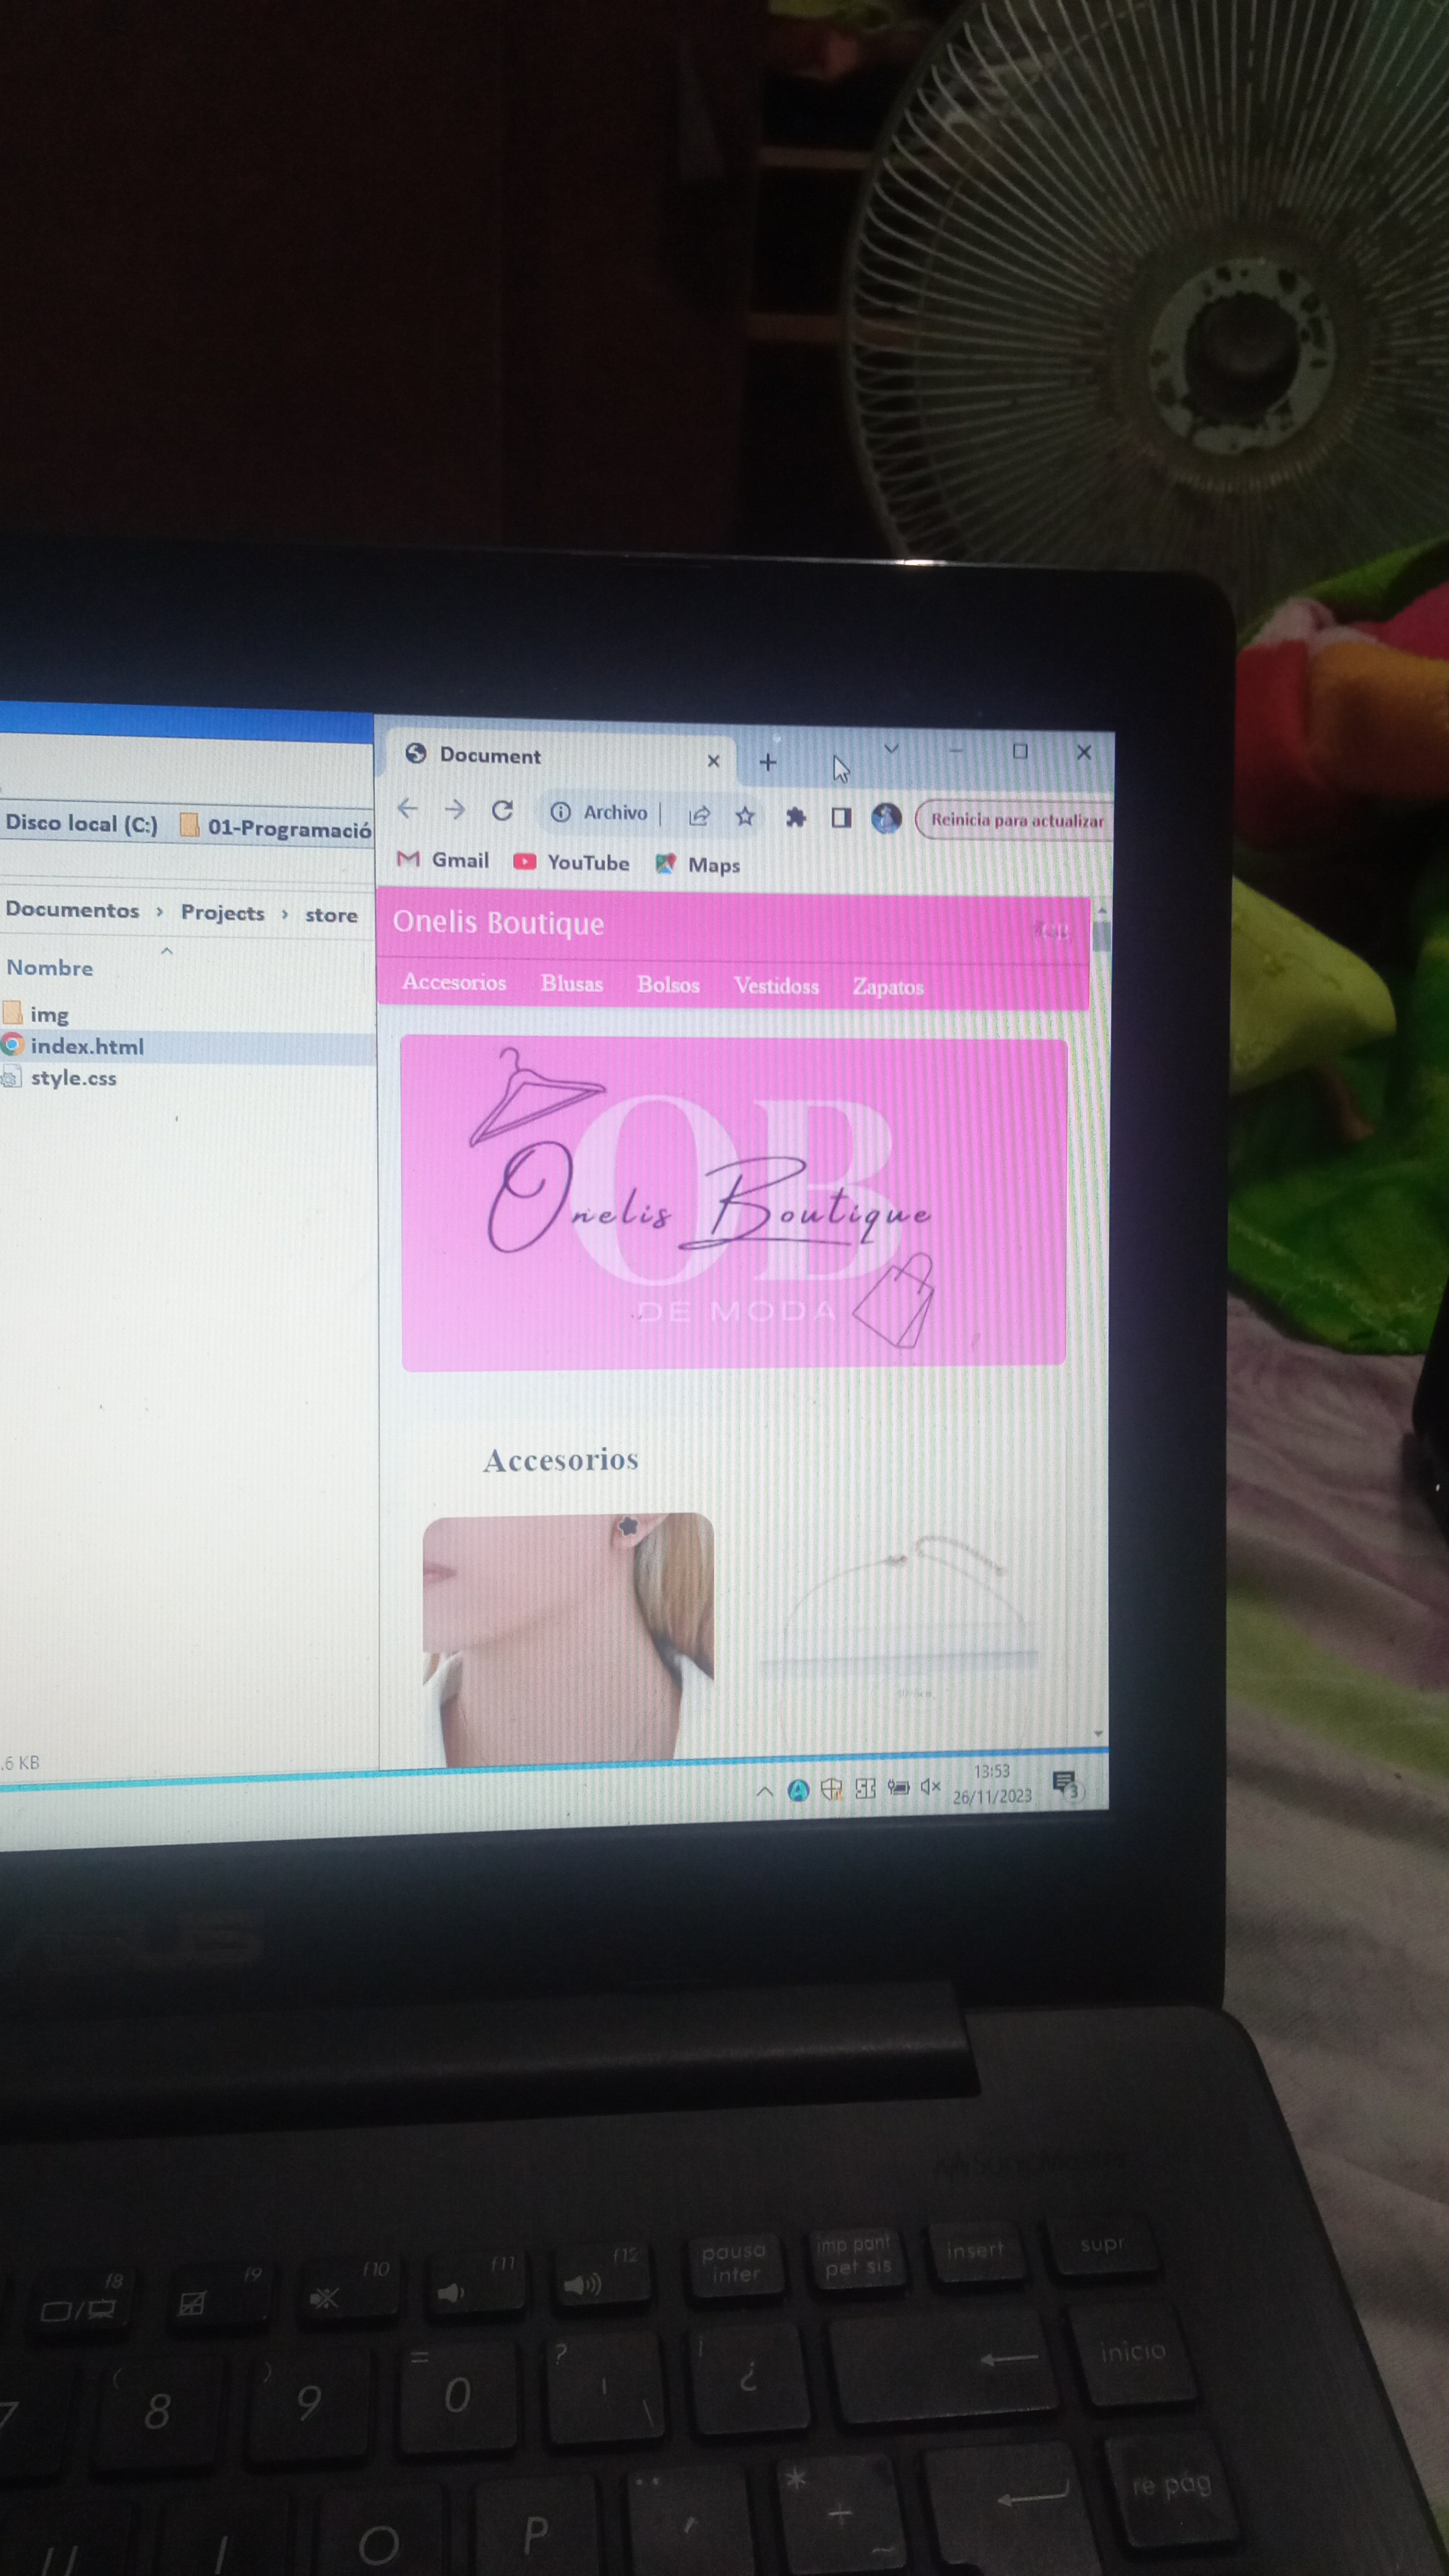 Document
Archivo
Reinicia para actualizar
Gmail
YouTube
Maps
Disco local (C:)
01-Programació
Documentos > Projects > store
Nombre
img
index.html
style.css
.6 KB
Onelis Boutique
Accesorios
Blusas
Bolsos
Vestidoss
Zapatos
OB
Onelis Boutique
DE MODA
Accesorios
13:53
26/11/2023
3
f8
f9
f10
f11
f12
pausa
inter
imp pant
pet sis
insert
supr
7
( 8
) 9
= 0
? ' \
¡ ¿
inicio
U
I
O
P
* + ~
re pág